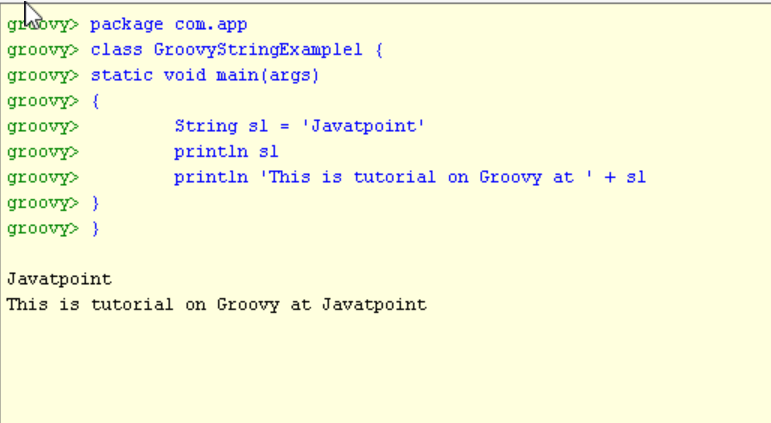 groovy> package com.app
groovy> class GroovyStringExample1 {
groovy> static void main(args)
groovy> {
groovy>         String s1 = 'Javatpoint'
groovy>         println s1
groovy>         println 'This is tutorial on Groovy at ' + s1
groovy> }
groovy> }
Javatpoint
This is tutorial on Groovy at Javatpoint